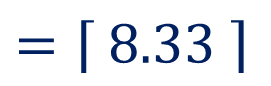 = ⌈ 8.33 ⌉